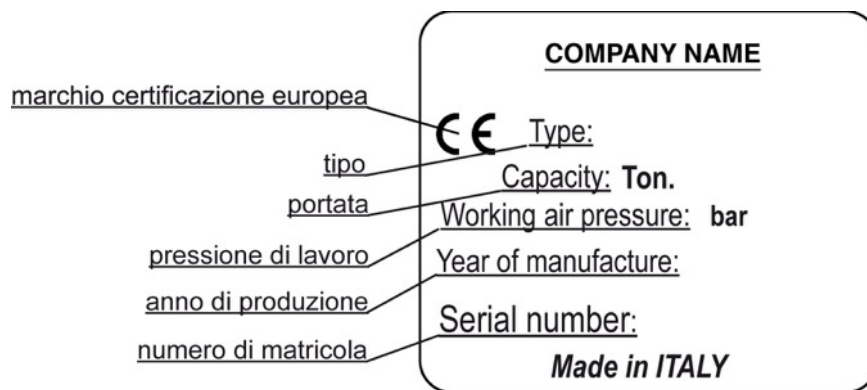 COMPANY NAME
marchio certificazione europea
CE Type:
tipo
Capacity: Ton.
portata
Working air pressure: bar
pressione di lavoro
Year of manufacture:
anno di produzione
Serial number:
numero di matricola
Made in ITALY